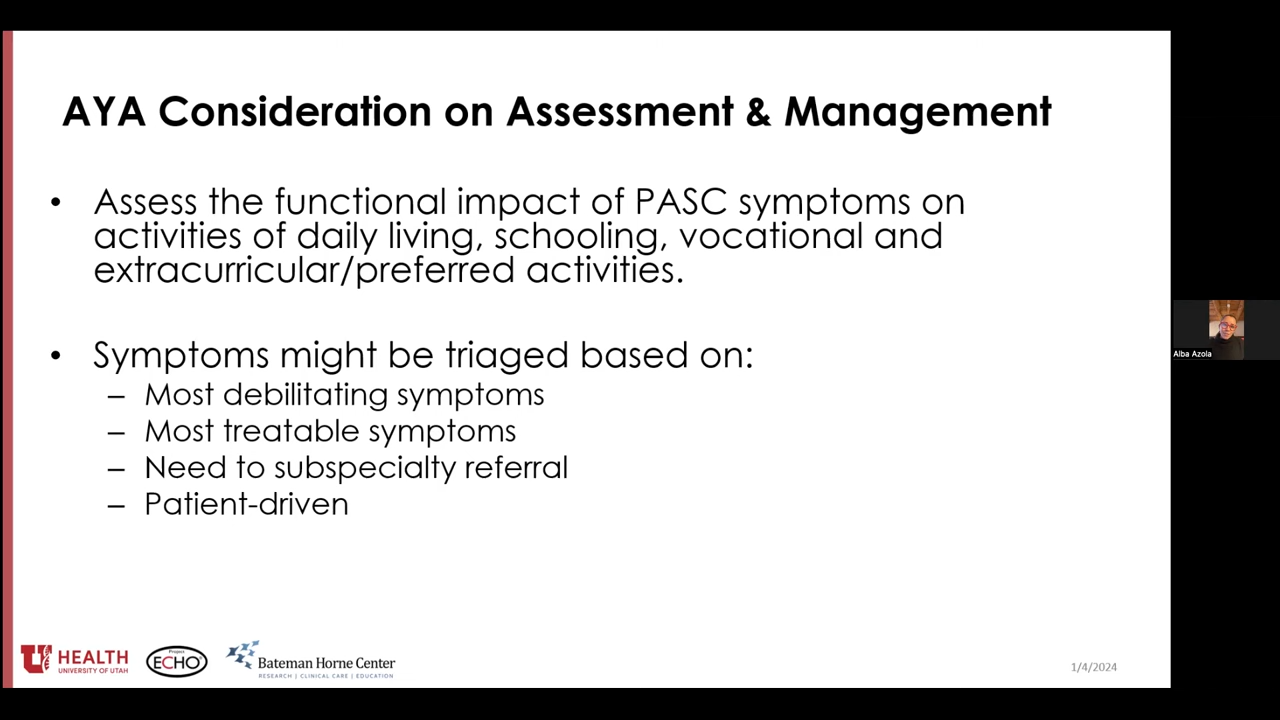 AYA Consideration on Assessment & Management
• Assess the functional impact of PASC symptoms on
activities of daily living, schooling, vocational and
extracurricular/preferred activities.
• Symptoms might be triaged based on:
– Most debilitating symptoms
– Most treatable symptoms
– Need to subspecialty referral
– Patient-driven
Alba Azola
U HEALTH
UNIVERSITY OF UTAH
Project
ECHO
Bateman Horne Center
RESEARCH | CLINICAL CARE | EDUCATION
1/4/2024